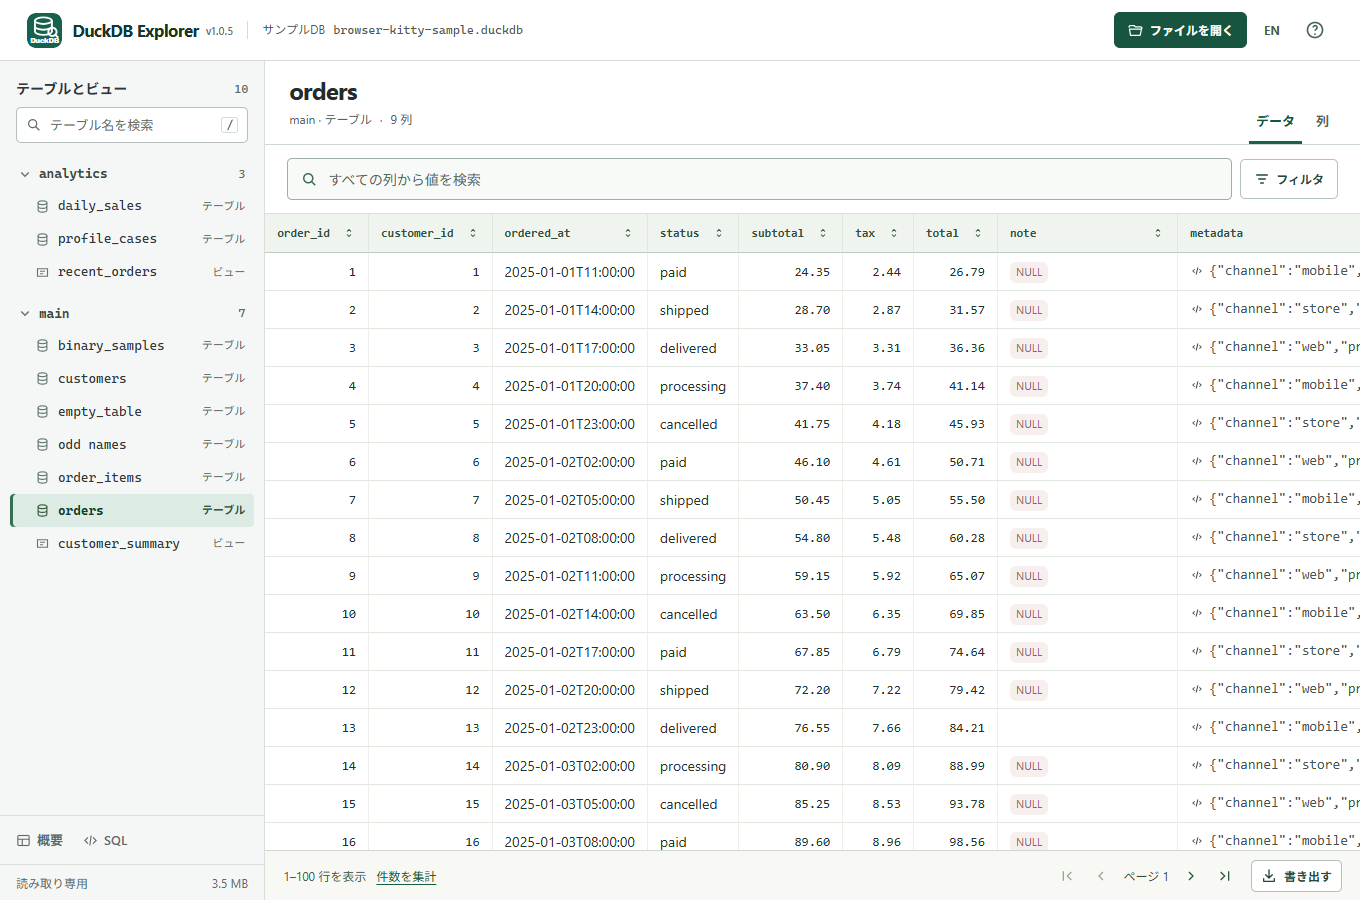 DuckDB
DuckDB Explorer v1.0.5 サンプルDB browser-kitty-sample.duckdb ファイルを開く EN
テーブルとビュー 10
テーブル名を検索 /
analytics 3
daily_sales テーブル
profile_cases テーブル
recent_orders ビュー
main 7
binary_samples テーブル
customers テーブル
empty_table テーブル
odd names テーブル
order_items テーブル
orders テーブル
customer_summary ビュー
概要 SQL
読み取り専用 3.5 MB
orders
main · テーブル · 9 列
データ 列
すべての列から値を検索 フィルタ
order_id customer_id ordered_at status subtotal tax total note metadata
1 1 2025-01-01T11:00:00 paid 24.35 2.44 26.79 NULL {"channel":"mobile",
2 2 2025-01-01T14:00:00 shipped 28.70 2.87 31.57 NULL {"channel":"store","
3 3 2025-01-01T17:00:00 delivered 33.05 3.31 36.36 NULL {"channel":"web","pr
4 4 2025-01-01T20:00:00 processing 37.40 3.74 41.14 NULL {"channel":"mobile",
5 5 2025-01-01T23:00:00 cancelled 41.75 4.18 45.93 NULL {"channel":"store","
6 6 2025-01-02T02:00:00 paid 46.10 4.61 50.71 NULL {"channel":"web","pr
7 7 2025-01-02T05:00:00 shipped 50.45 5.05 55.50 NULL {"channel":"mobile",
8 8 2025-01-02T08:00:00 delivered 54.80 5.48 60.28 NULL {"channel":"store","
9 9 2025-01-02T11:00:00 processing 59.15 5.92 65.07 NULL {"channel":"web","pr
10 10 2025-01-02T14:00:00 cancelled 63.50 6.35 69.85 NULL {"channel":"mobile",
11 11 2025-01-02T17:00:00 paid 67.85 6.79 74.64 NULL {"channel":"store","
12 12 2025-01-02T20:00:00 shipped 72.20 7.22 79.42 NULL {"channel":"web","pr
13 13 2025-01-02T23:00:00 delivered 76.55 7.66 84.21 {"channel":"mobile",
14 14 2025-01-03T02:00:00 processing 80.90 8.09 88.99 NULL {"channel":"store","
15 15 2025-01-03T05:00:00 cancelled 85.25 8.53 93.78 NULL {"channel":"web","pr
16 16 2025-01-03T08:00:00 paid 89.60 8.96 98.56 NULL {"channel":"mobile",
1–100 行を表示 件数を集計 ページ 1 書き出す